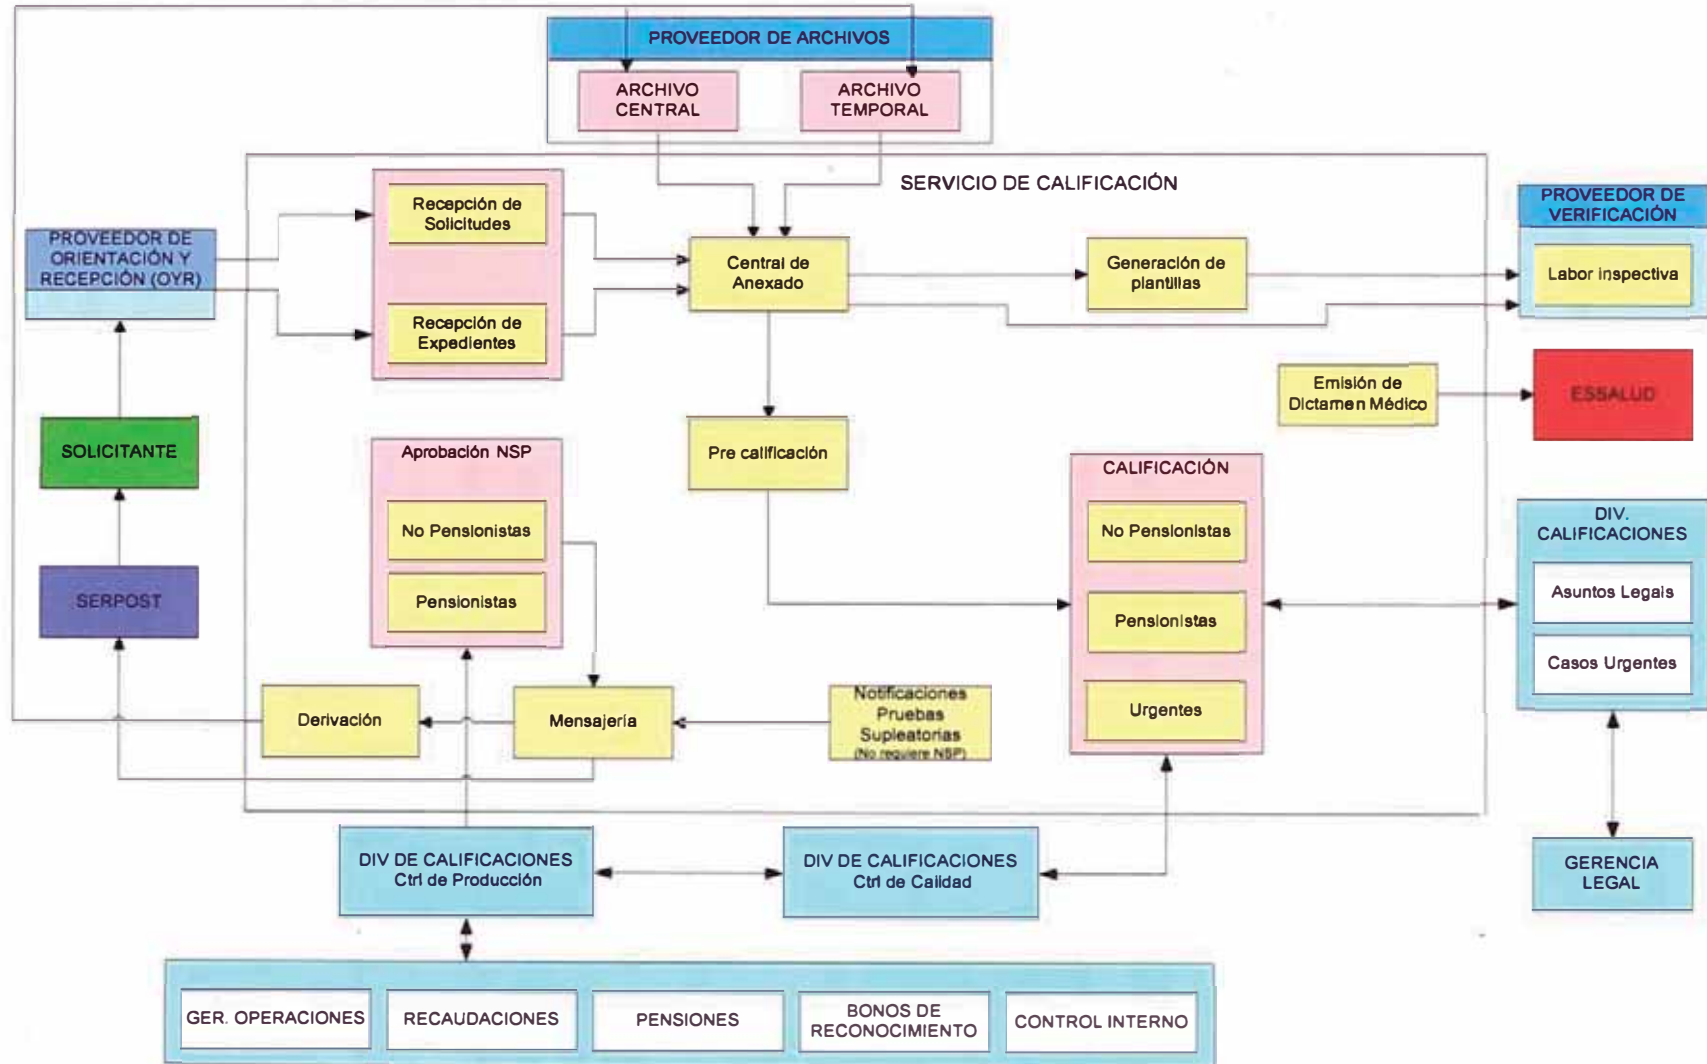 PROVEEDOR DE ARCHIVOS
ARCHIVO
CENTRAL
ARCHIVO
TEMPORAL
SERVICIO DE CALIFICACIÓN
PROVEEDOR DE
ORIENTACIÓN Y
RECEPCIÓN (OYR)
Recepción de
Solicitudes
Recepción de
Expedientes
Central de
Anexado
Generación de
plantillas
PROVEEDOR DE
VERIFICACIÓN
Labor inspectiva
Emisión de
Dictamen Médico
ESSALUD
SOLICITANTE
SERPOST
Aprobación NSP
No Pensionistas
Pensionistas
Pre calificación
CALIFICACIÓN
No Pensionistas
Pensionistas
Urgentes
DIV.
CALIFICACIONES
Asuntos Legais
Casos Urgentes
Derivación
Mensajería
Notificaciones
Pruebas
Supleatorias
(No requiere NSP)
DIV DE CALIFICACIONES
Ctrl de Producción
DIV DE CALIFICACIONES
Ctrl de Calidad
GERENCIA
LEGAL
GER. OPERACIONES
RECAUDACIONES
PENSIONES
BONOS DE
RECONOCIMIENTO
CONTROL INTERNO